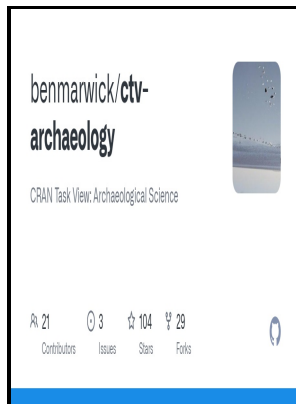 benmarwick/ctv-
archaeology
CRAN Task View: Archaeological Science
21 3 104 29
Contributors Issues Stars Forks